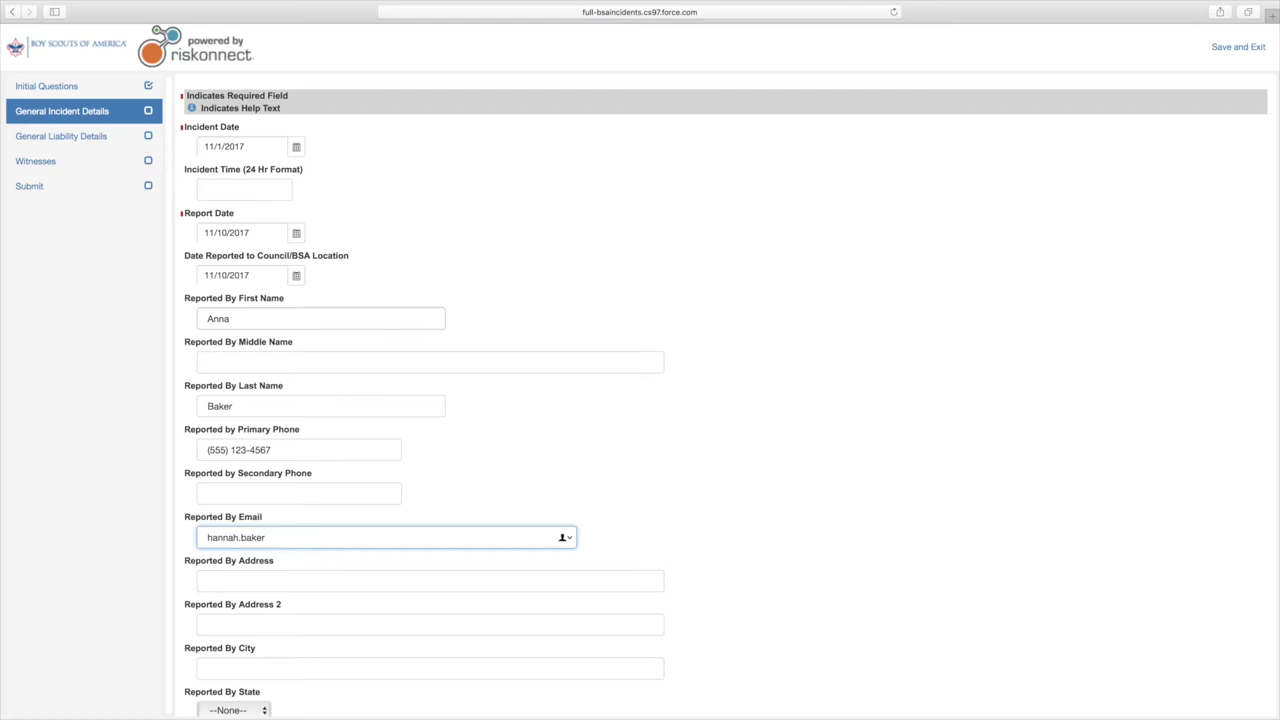 full-bsaincidents.cs97.force.com
BOY SCOUTS OF AMERICA
powered by
riskonnect
Save and Exit
Initial Questions
General Incident Details
General Liability Details
Witnesses
Submit
Indicates Required Field
Indicates Help Text
Incident Date
11/1/2017
Incident Time (24 Hr Format)
Report Date
11/10/2017
Date Reported to Council/BSA Location
11/10/2017
Reported By First Name
Anna
Reported By Middle Name
Reported By Last Name
Baker
Reported by Primary Phone
(555) 123-4567
Reported by Secondary Phone
Reported By Email
hannah.baker
Reported By Address
Reported By Address 2
Reported By City
Reported By State
--None--